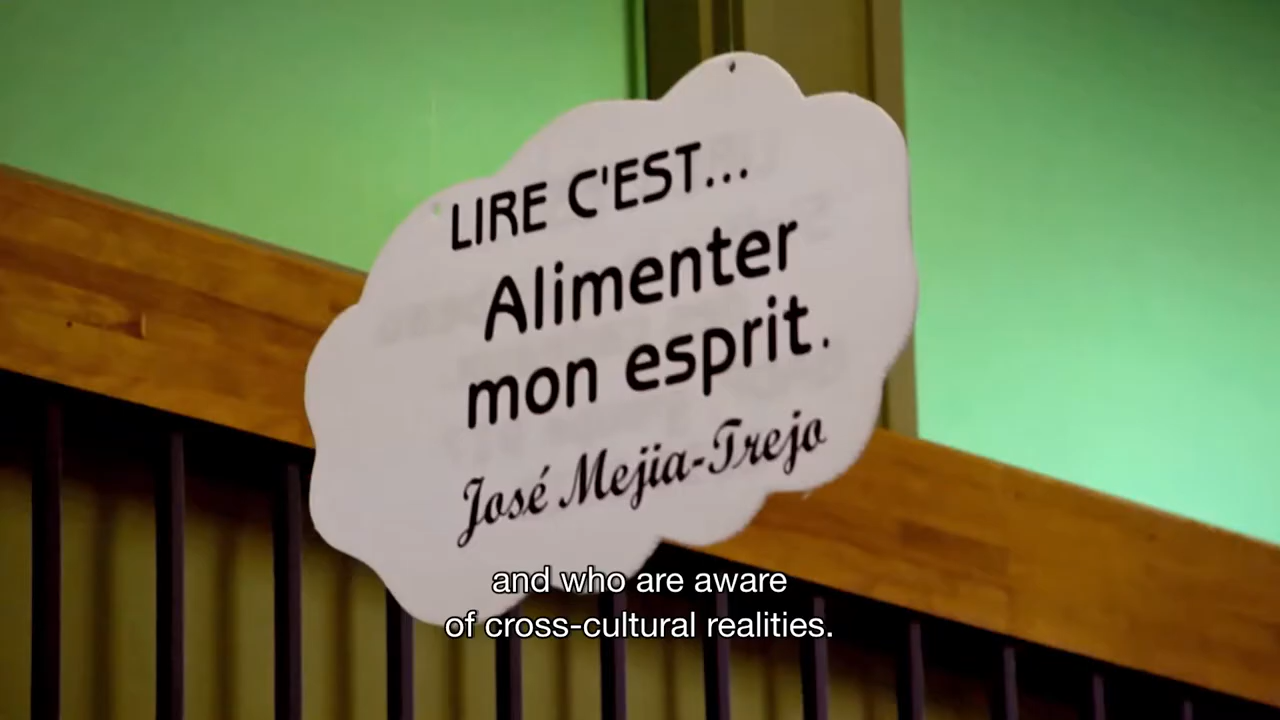 LIRE C'EST...
Alimenter
mon esprit.
José Mejia-Trejo
and who are aware
of cross-cultural realities.